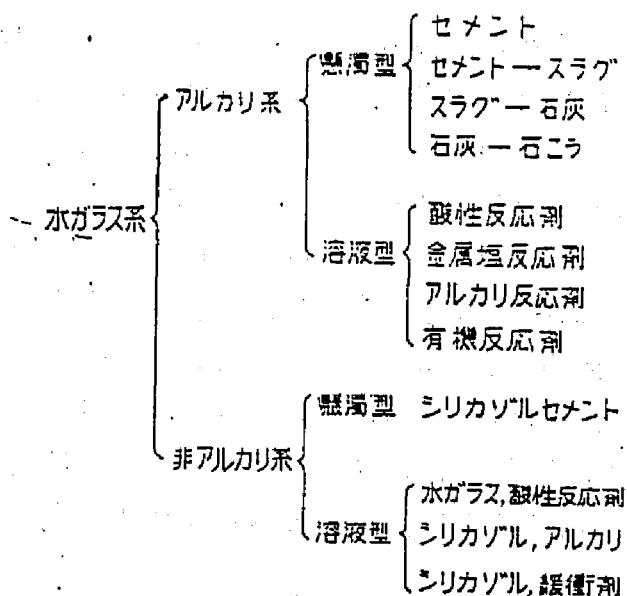 セメント
懸濁型
セメントースラグ
アルカリ系
スラグー石灰
石灰ー石こう
水ガラス系
酸性反応剤
溶液型
金属塩反応剤
アルカリ反応剤
有機反応剤
懸濁型 シリカゾルセメント
非アルカリ系
水ガラス,酸性反応剤
溶液型 シリカゾル,アルカリ
シリカゾル,緩衝剤